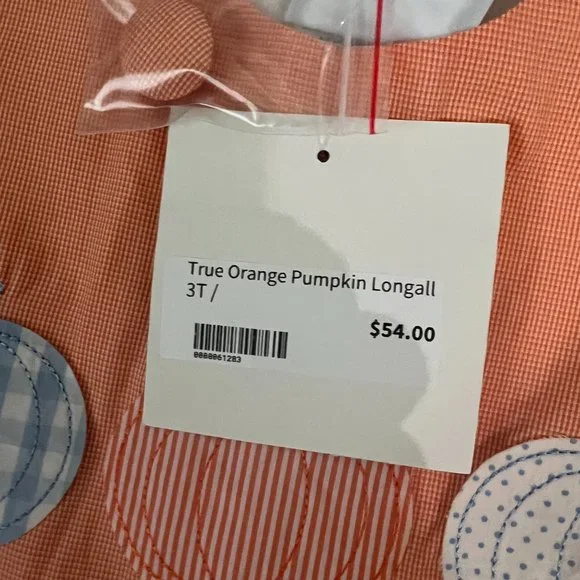 True Orange Pumpkin Longall
3T /
$54.00
0000061283